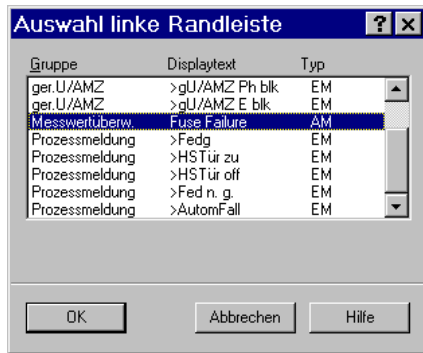 Auswahl linke Randleiste ? ×
Gruppe Displaytext Typ
ger.U/AMZ >gU/AMZ Ph blk EM
ger.U/AMZ >gU/AMZ E blk EM
Messwertüberw. Fuse Failure AM
Prozessmeldung >Fedg EM
Prozessmeldung >HSTür zu EM
Prozessmeldung >HSTür off EM
Prozessmeldung >Fed n. g. EM
Prozessmeldung >AutomFall EM
OK Abbrechen Hilfe